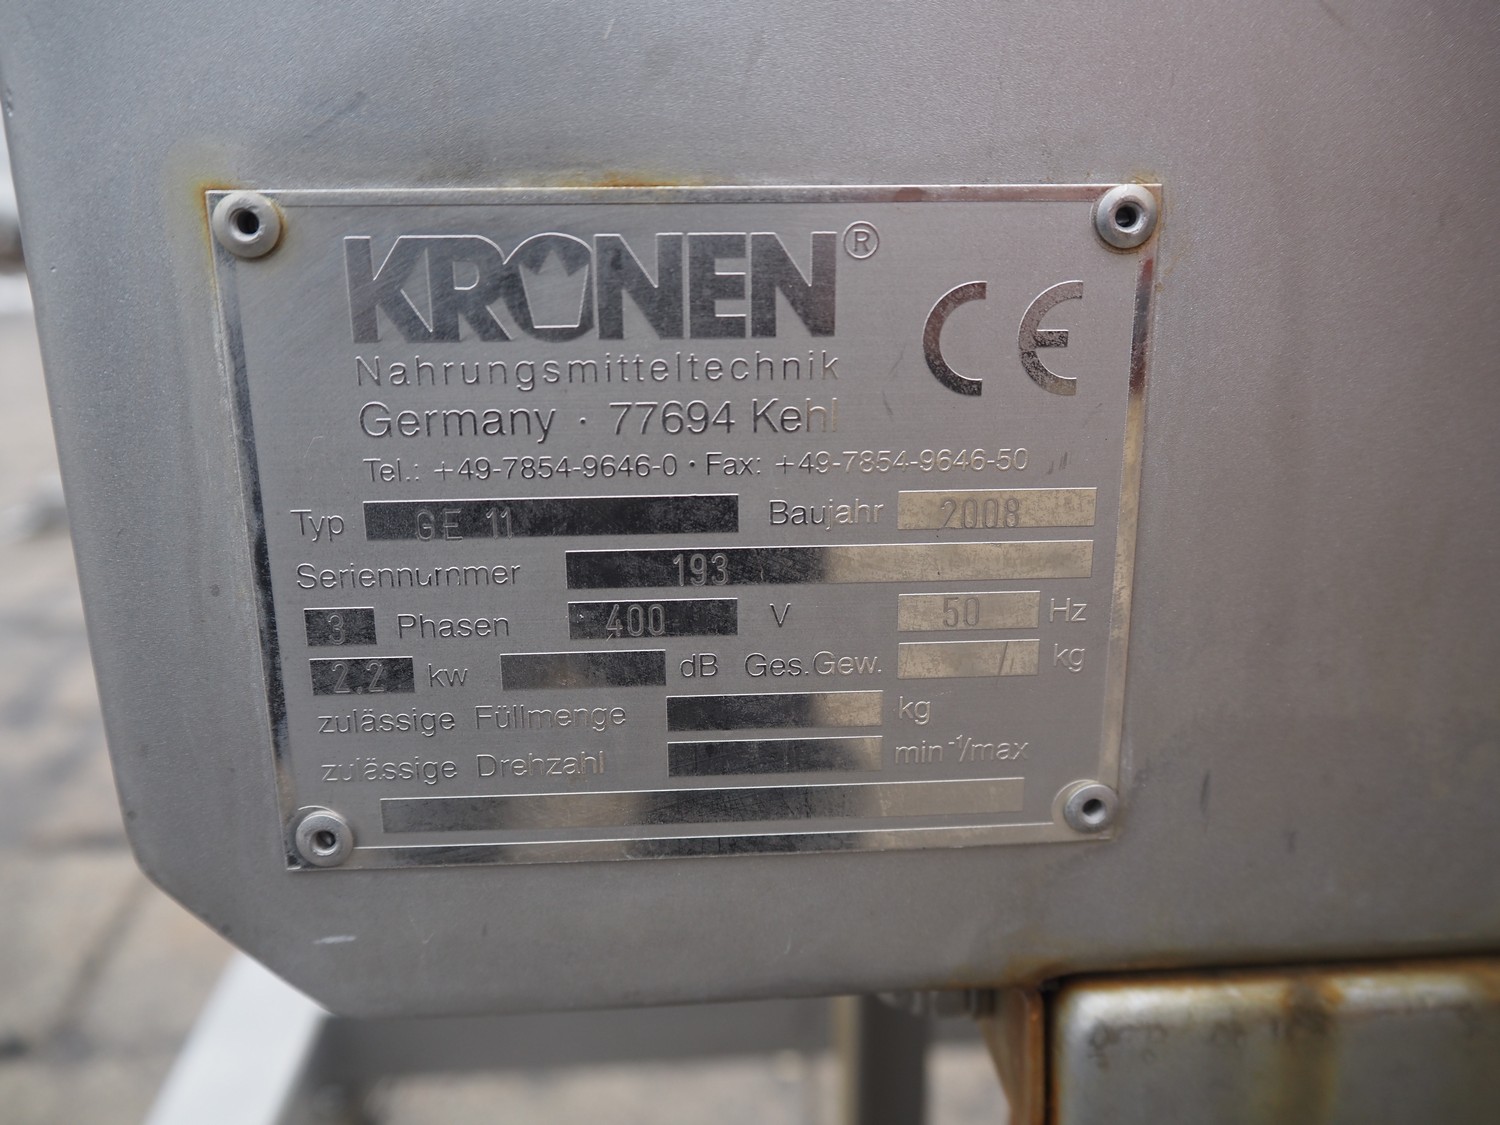 KRONEN®
CE
Nahrungsmitteltechnik
Germany · 77694 Kehl
Tel.: +49-7854-9646-0 · Fax: +49-7854-9646-50
Typ GE 11 Baujahr 2008
Seriennummer 193
3 Phasen 400 V 50 Hz
2.2 kw dB Ges.Gew. / kg
zulässige Füllmenge kg
zulässige Drehzahl min-1/max